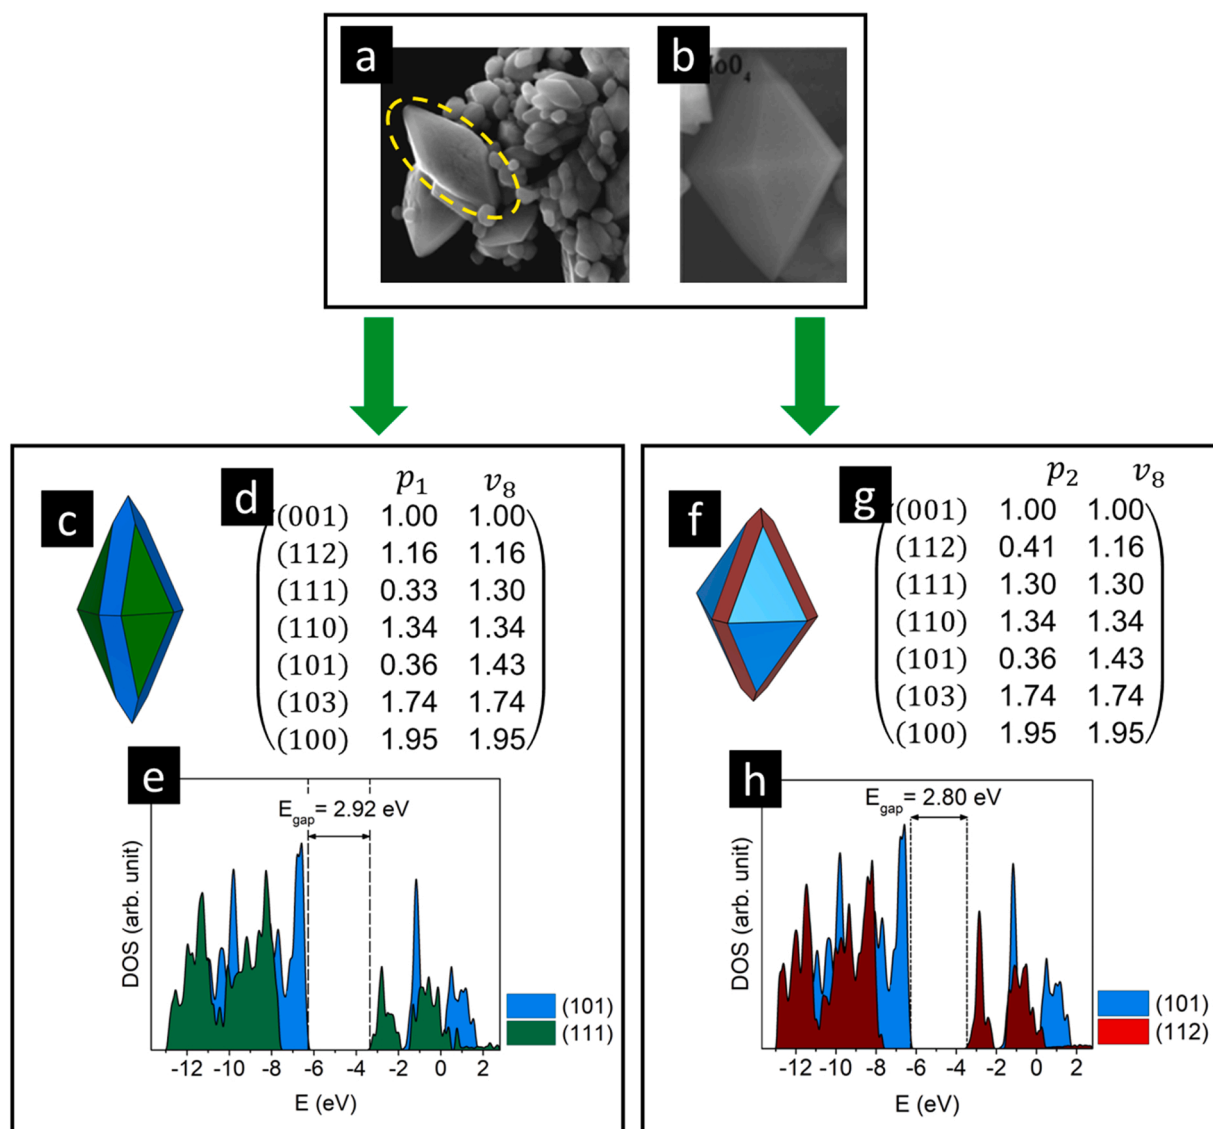 a
b
MoO4
c
d
p₁ v₈
(001) 1.00 1.00
(112) 1.16 1.16
(111) 0.33 1.30
(110) 1.34 1.34
(101) 0.36 1.43
(103) 1.74 1.74
(100) 1.95 1.95
e
E_gap = 2.92 eV
DOS (arb. unit)
(101)
(111)
-12 -10 -8 -6 -4 -2 0 2
E (eV)
f
g
p₂ v₈
(001) 1.00 1.00
(112) 0.41 1.16
(111) 1.30 1.30
(110) 1.34 1.34
(101) 0.36 1.43
(103) 1.74 1.74
(100) 1.95 1.95
h
E_gap = 2.80 eV
DOS (arb. unit)
(101)
(112)
-12 -10 -8 -6 -4 -2 0 2
E (eV)